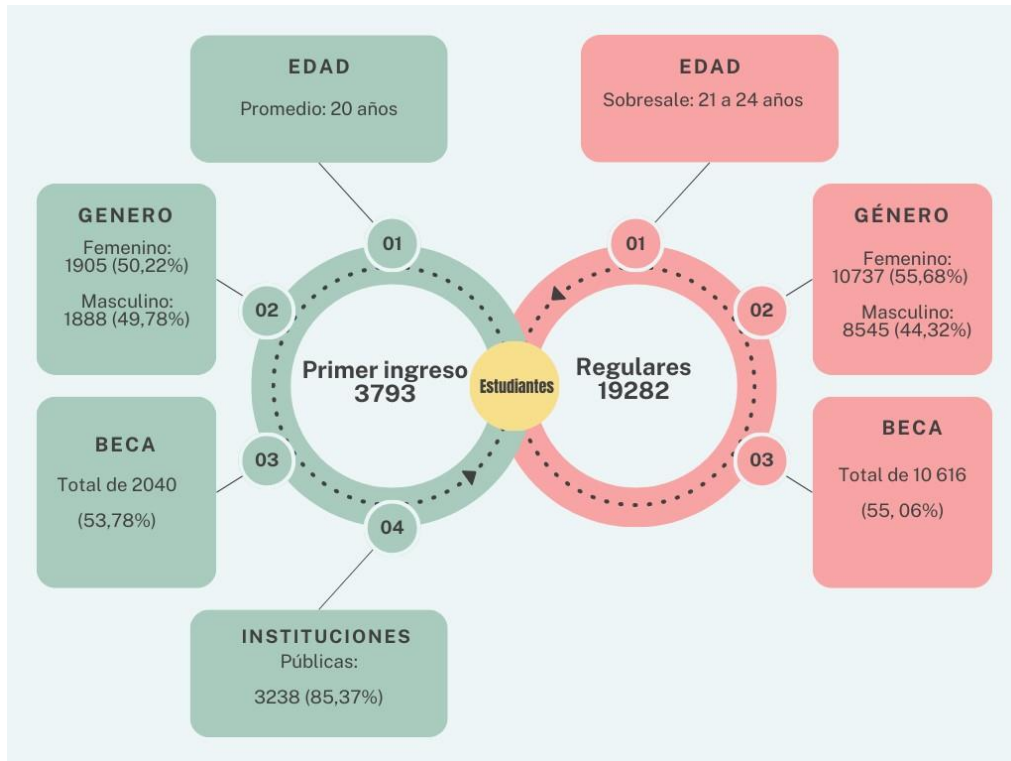 EDAD
Promedio: 20 años
EDAD
Sobresale: 21 a 24 años
GENERO
Femenino:
1905 (50,22%)
Masculino:
1888 (49,78%)
GÉNERO
Femenino:
10737 (55,68%)
Masculino:
8545 (44,32%)
01
02
03
04
Primer ingreso
3793
Estudiantes
Regulares
19282
01
02
03
BECA
Total de 2040
(53,78%)
BECA
Total de 10 616
(55, 06%)
INSTITUCIONES
Públicas:
3238 (85,37%)